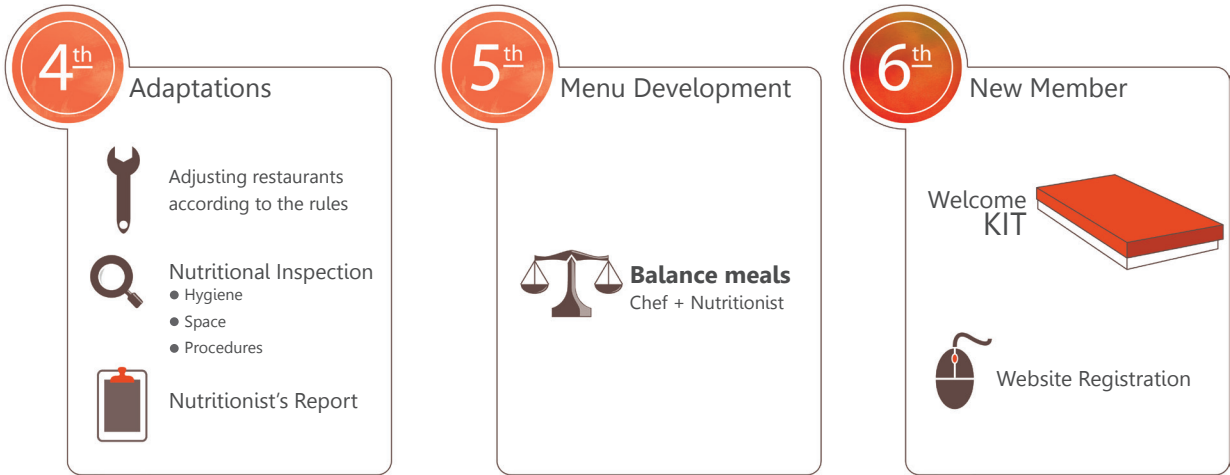 4th
Adaptations
Adjusting restaurants
according to the rules
Nutritional Inspection
● Hygiene
● Space
● Procedures
Nutritionist's Report
5th
Menu Development
Balance meals
Chef + Nutritionist
6th
New Member
Welcome
KIT
Website Registration